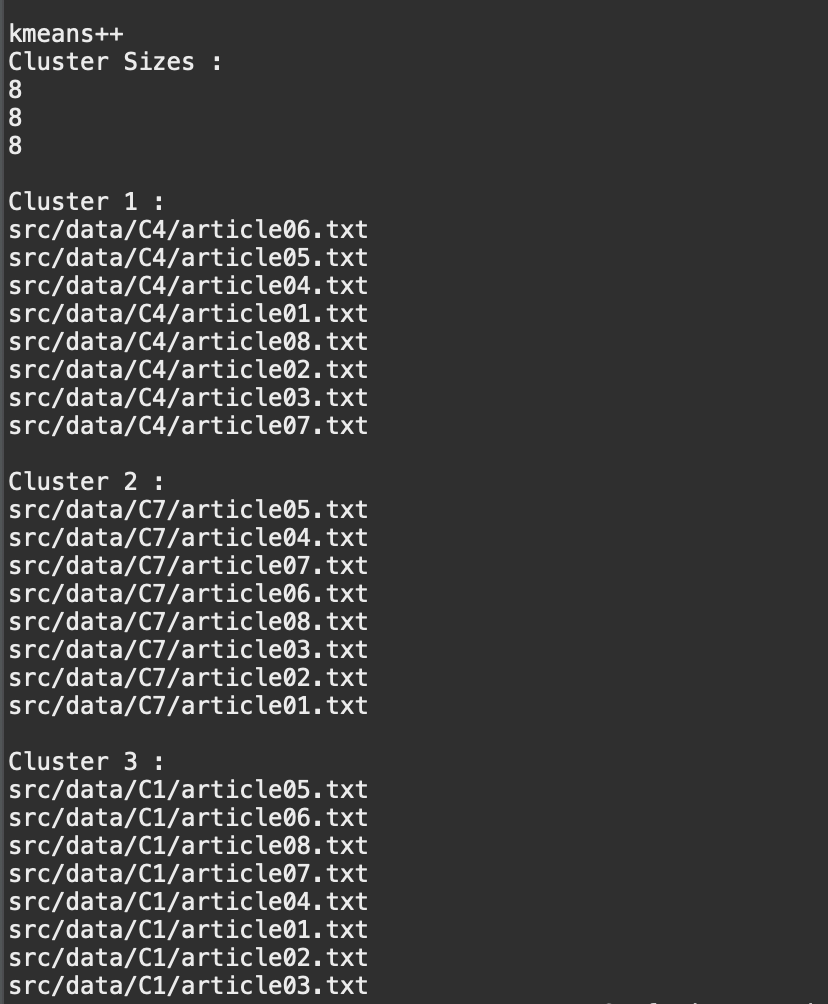 kmeans++
Cluster Sizes :
8
8
8
Cluster 1 :
src/data/C4/article06.txt
src/data/C4/article05.txt
src/data/C4/article04.txt
src/data/C4/article01.txt
src/data/C4/article08.txt
src/data/C4/article02.txt
src/data/C4/article03.txt
src/data/C4/article07.txt
Cluster 2 :
src/data/C7/article05.txt
src/data/C7/article04.txt
src/data/C7/article07.txt
src/data/C7/article06.txt
src/data/C7/article08.txt
src/data/C7/article03.txt
src/data/C7/article02.txt
src/data/C7/article01.txt
Cluster 3 :
src/data/C1/article05.txt
src/data/C1/article06.txt
src/data/C1/article08.txt
src/data/C1/article07.txt
src/data/C1/article04.txt
src/data/C1/article01.txt
src/data/C1/article02.txt
src/data/C1/article03.txt